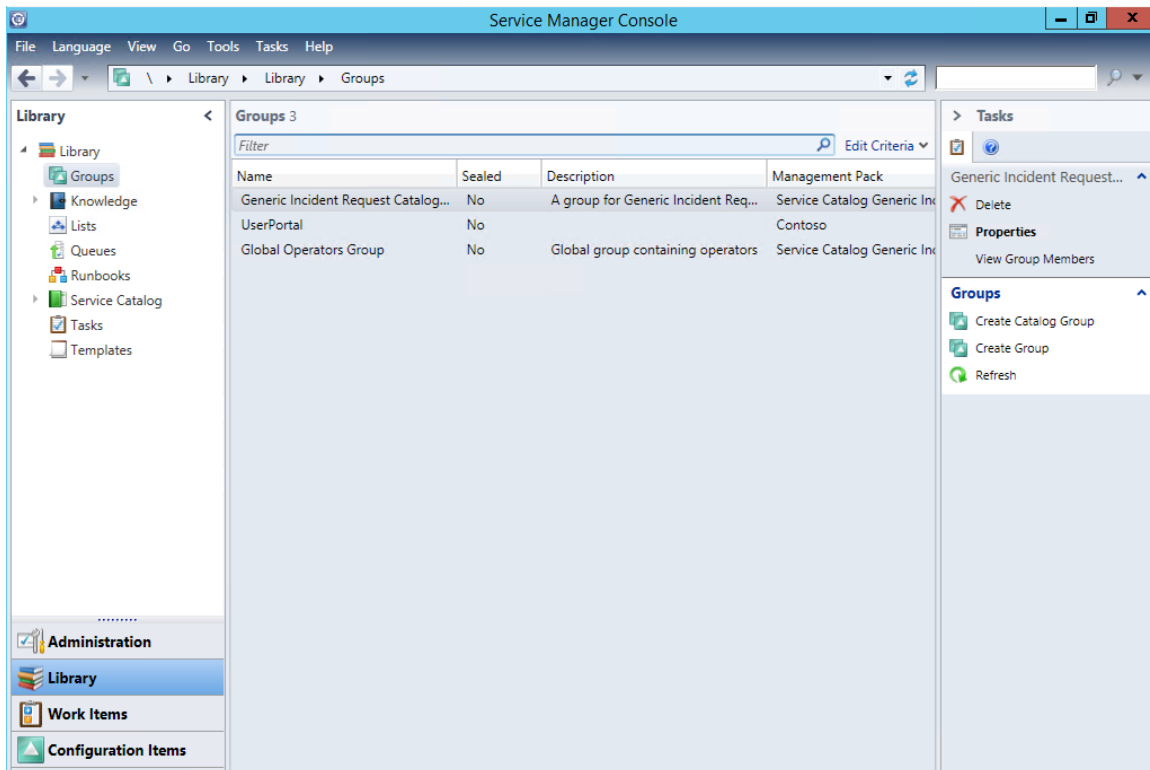 Service Manager Console
File Language View Go Tools Tasks Help
\ Library Library Groups
Library
Library
Groups
Knowledge
Lists
Queues
Runbooks
Service Catalog
Tasks
Templates
Administration
Library
Work Items
Configuration Items
Groups 3
Filter Edit Criteria
Name Sealed Description Management Pack
Generic Incident Request Catalog... No A group for Generic Incident Req... Service Catalog Generic Inc
UserPortal No Contoso
Global Operators Group No Global group containing operators Service Catalog Generic Inc
Tasks
Generic Incident Request...
Delete
Properties
View Group Members
Groups
Create Catalog Group
Create Group
Refresh